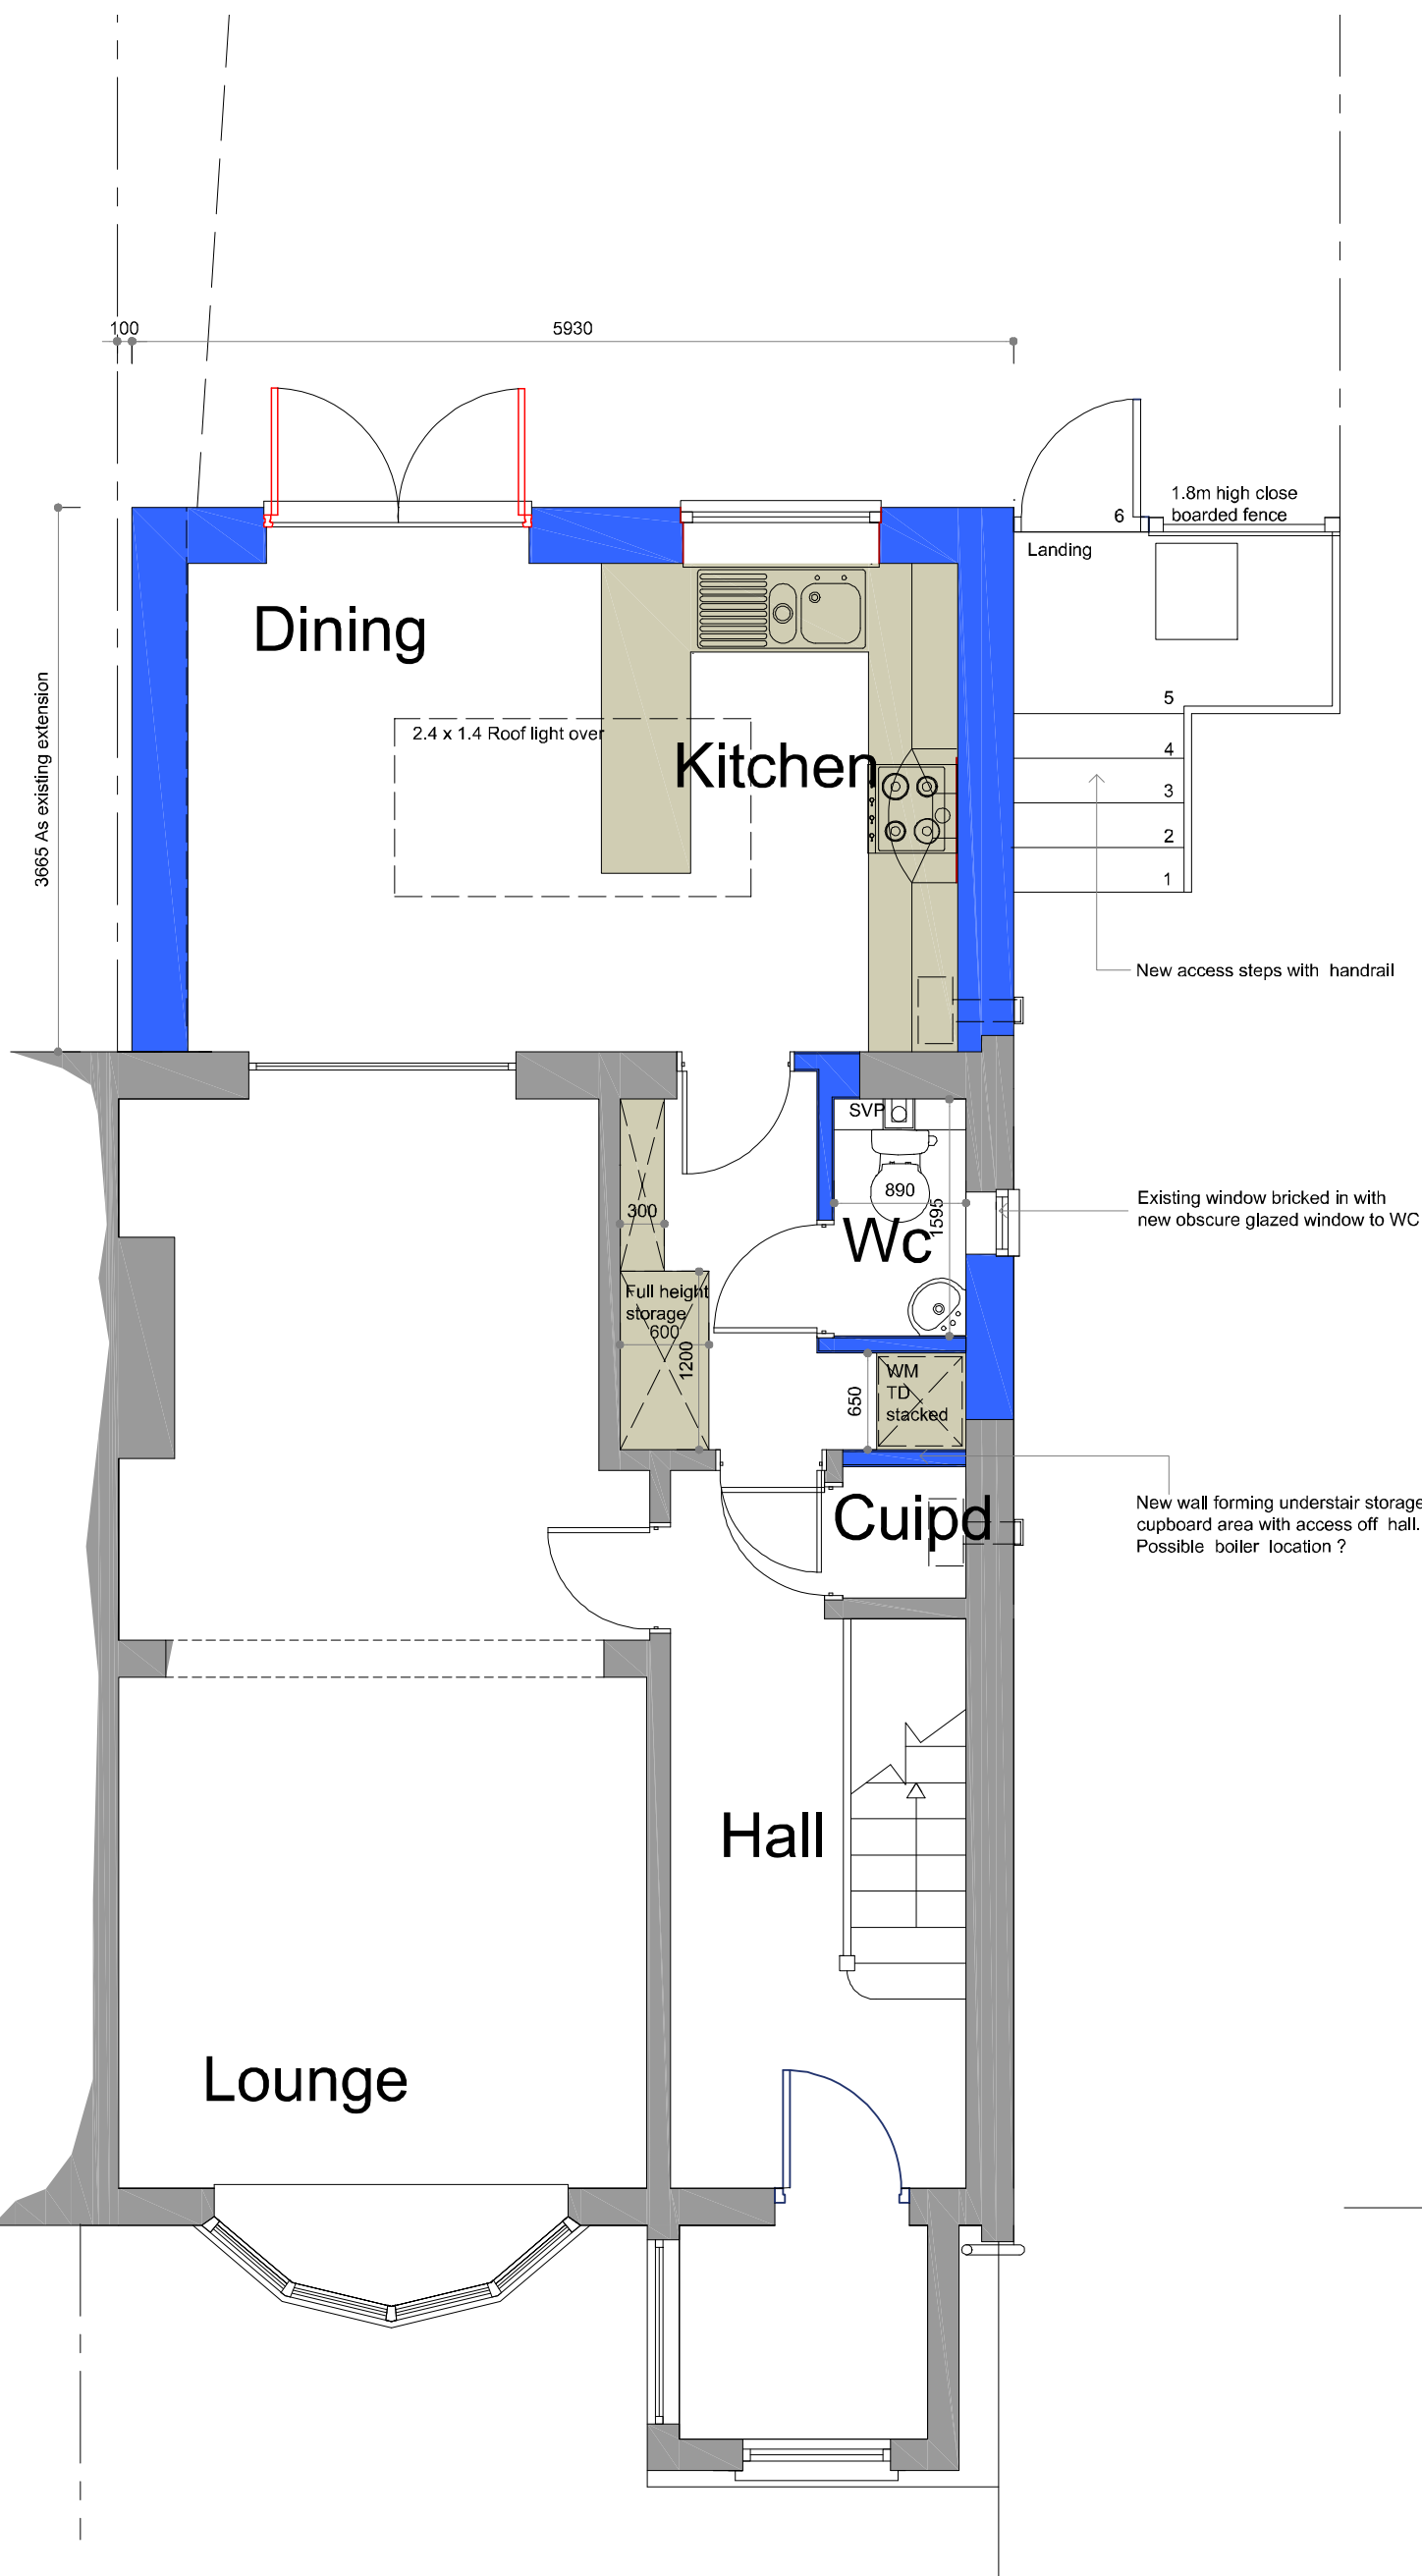 100
5930
1.8m high close
boarded fence
6
Landing
Dining
3665 As existing extension
5
2.4 x 1.4 Roof light over
4
Kitchen
3
2
1
New access steps with handrail
SVP
890
1595
300
Wc
Existing window bricked in with
new obscure glazed window to WC
Full height
storage
600
1200
WM
TD
stacked
650
Cuipd
New wall forming understair storage
cupboard area with access off hall.
Possible boiler location ?
Hall
Lounge